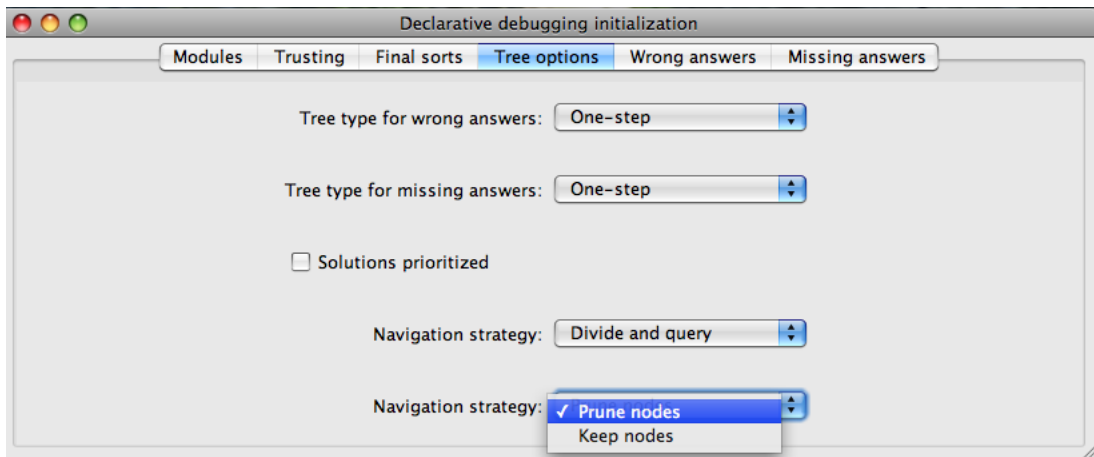 Declarative debugging initialization
Modules Trusting Final sorts Tree options Wrong answers Missing answers
Tree type for wrong answers: One-step
Tree type for missing answers: One-step
Solutions prioritized
Navigation strategy: Divide and query
Navigation strategy: ✓ Prune nodes
Keep nodes